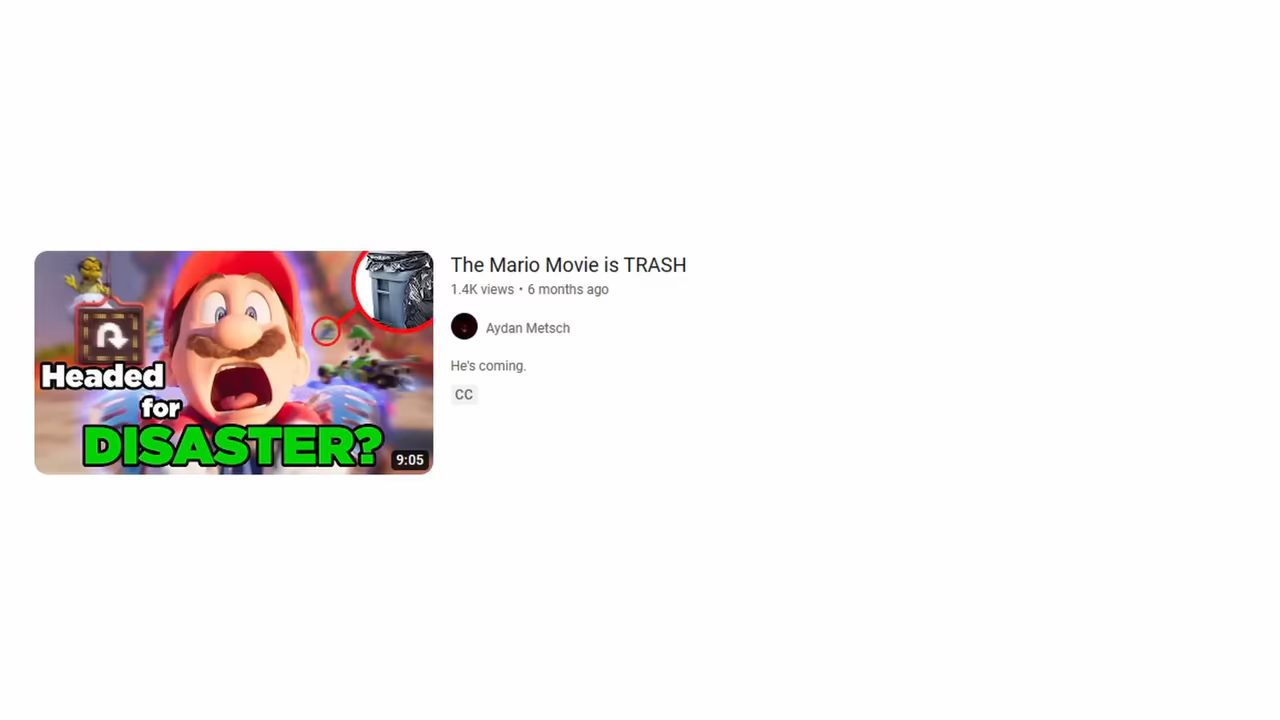 Headed
for
DISASTER?
9:05
The Mario Movie is TRASH
1.4K views • 6 months ago
Aydan Metsch
He's coming.
CC